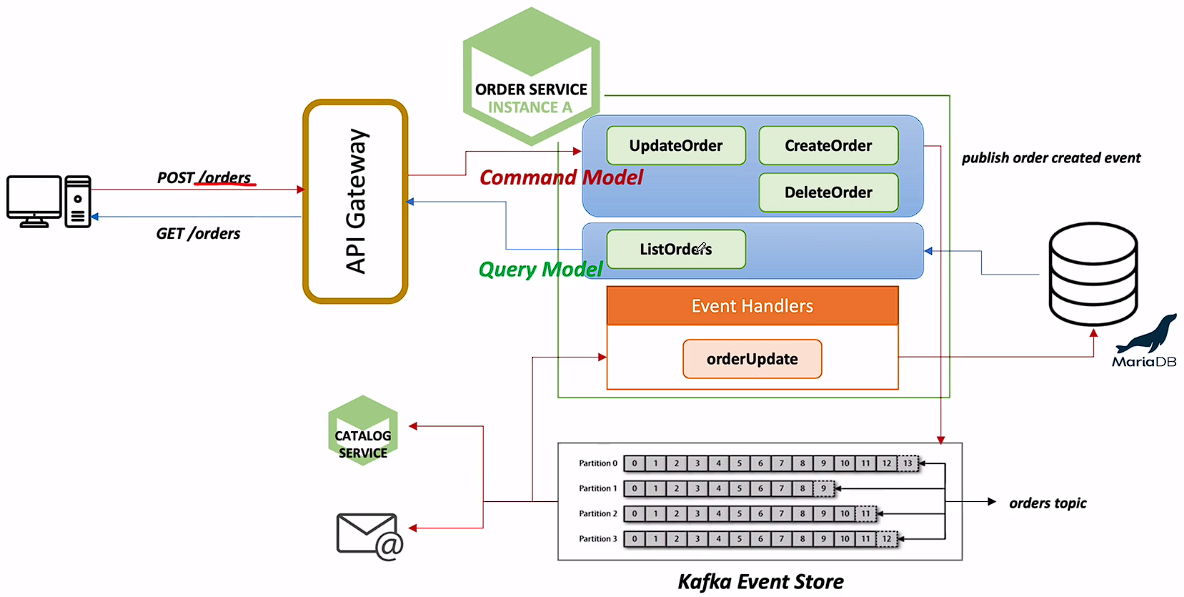 ORDER SERVICE
INSTANCE A
API Gateway
POST /orders
GET /orders
UpdateOrder
CreateOrder
DeleteOrder
Command Model
publish order created event
ListOrders
Query Model
Event Handlers
orderUpdate
MariaDB
CATALOG
SERVICE
@
Partition 0 0 1 2 3 4 5 6 7 8 9 10 11 12 13
Partition 1 0 1 2 3 4 5 6 7 8 9
Partition 2 0 1 2 3 4 5 6 7 8 9 10 11
Partition 3 0 1 2 3 4 5 6 7 8 9 10 11 12
orders topic
Kafka Event Store